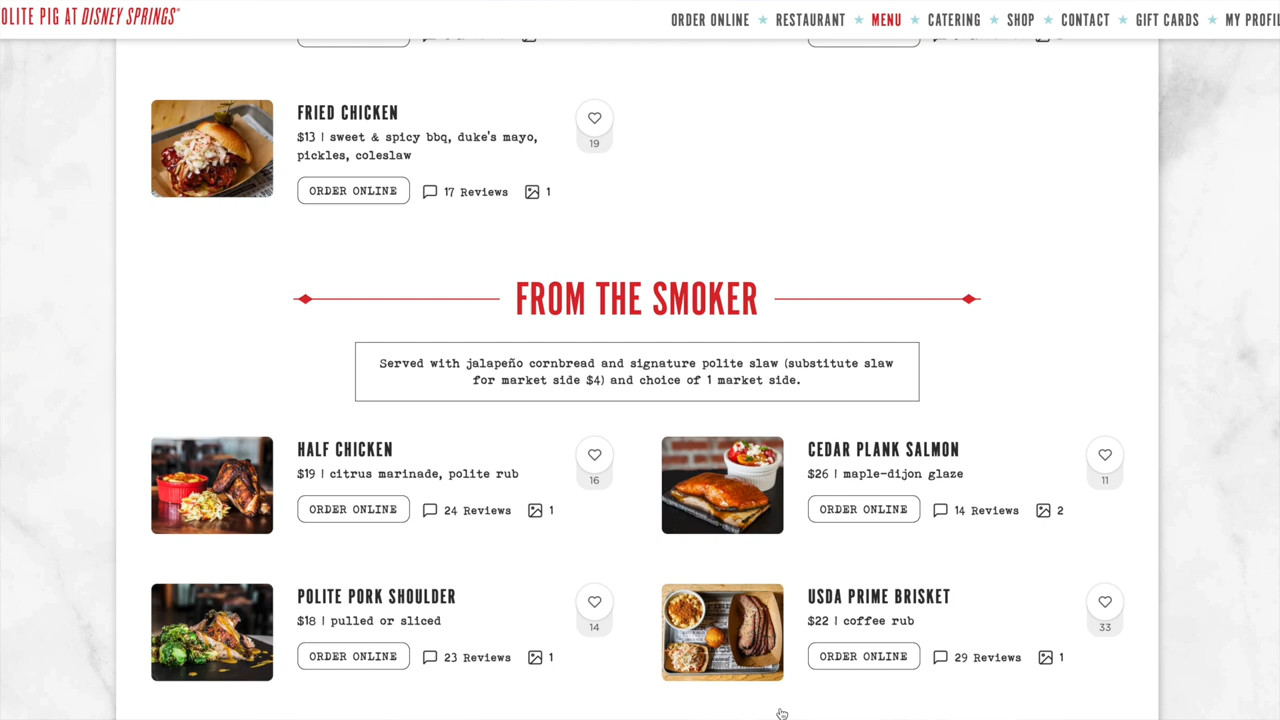 OLITE PIG AT DISNEY SPRINGS
ORDER ONLINE ★ RESTAURANT ★ MENU ★ CATERING ★ SHOP ★ CONTACT ★ GIFT CARDS ★ MY PROFIL
FRIED CHICKEN
$13 | sweet & spicy bbq, duke's mayo,
pickles, coleslaw
19
ORDER ONLINE
17 Reviews
1
FROM THE SMOKER
Served with jalapeño cornbread and signature polite slaw (substitute slaw
for market side $4) and choice of 1 market side.
HALF CHICKEN
$19 | citrus marinade, polite rub
16
ORDER ONLINE
24 Reviews
1
CEDAR PLANK SALMON
$26 | maple-dijon glaze
11
ORDER ONLINE
14 Reviews
2
POLITE PORK SHOULDER
$18 | pulled or sliced
14
ORDER ONLINE
23 Reviews
1
USDA PRIME BRISKET
$22 | coffee rub
33
ORDER ONLINE
29 Reviews
1